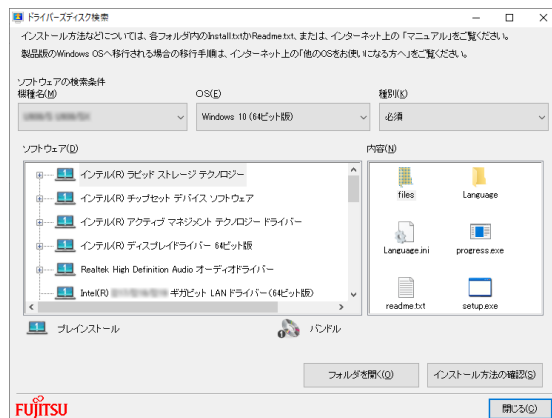 ドライバーズディスク検索
インストール方法などについては、各フォルダ内のInstall.txtかReadme.txt、または、インターネット上の「マニュアル」をご覧ください。
製品版のWindows OSへ移行される場合の移行手順は、インターネット上の「他のOSをお使いになる方へ」をご覧ください。
ソフトウェアの検索条件
機種名(M) OS(E) 種別(K)
Windows 10 (64ビット版) 必須
ソフトウェア(D) 内容(N)
インテル(R) ラピッド ストレージ テクノロジー
インテル(R) チップセット デバイス ソフトウェア
インテル(R) アクティブ マネジメント テクノロジー ドライバー
インテル(R) ディスプレイドライバー 64ビット版
Realtek High Definition Audio オーディオドライバー
Intel(R) ギガビット LAN ドライバー(64ビット版)
files Language
Language.ini progress.exe
readme.txt setup.exe
プレインストール バンドル
フォルダを開く(O) インストール方法の確認(S)
FUJITSU 閉じる(C)